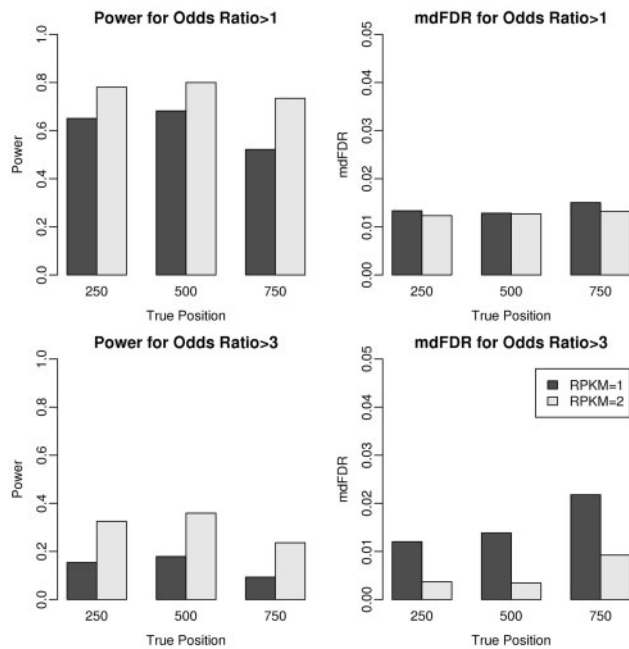 Power for Odds Ratio>1
Power
0.0 0.2 0.4 0.6 0.8 1.0
250 500 750
True Position
mdFDR for Odds Ratio>1
mdFDR
0.00 0.01 0.02 0.03 0.04 0.05
250 500 750
True Position
Power for Odds Ratio>3
Power
0.0 0.2 0.4 0.6 0.8 1.0
250 500 750
True Position
mdFDR for Odds Ratio>3
mdFDR
0.00 0.01 0.02 0.03 0.04 0.05
RPKM=1
RPKM=2
250 500 750
True Position